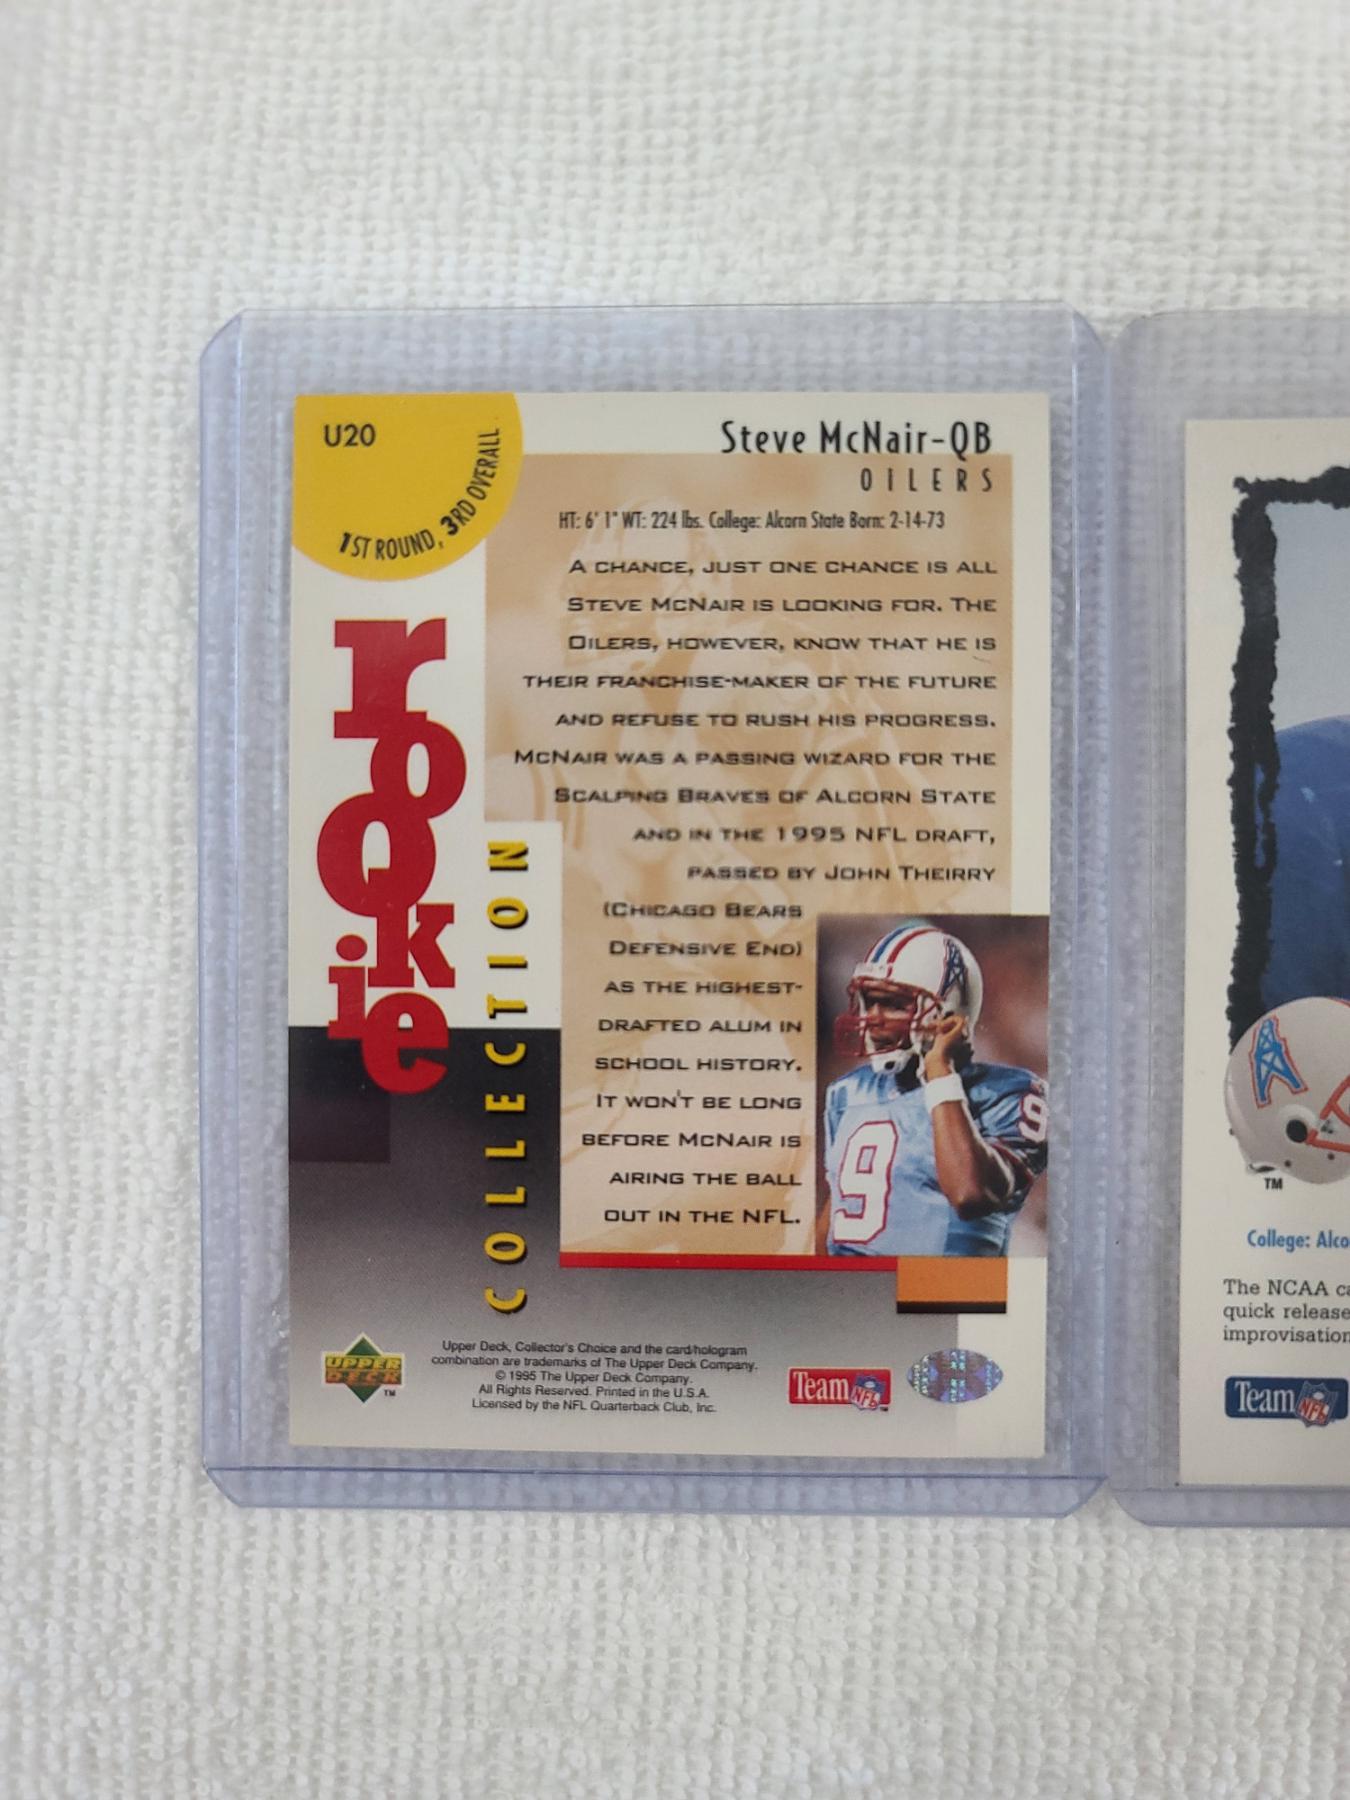 U20
1ST ROUND, 3RD OVERALL
Steve McNair-QB
OILERS
HT: 6' 1" WT: 224 lbs. College: Alcorn State Born: 2-14-73
A CHANCE, JUST ONE CHANCE IS ALL
STEVE MCNAIR IS LOOKING FOR. THE
OILERS, HOWEVER, KNOW THAT HE IS
THEIR FRANCHISE-MAKER OF THE FUTURE
AND REFUSE TO RUSH HIS PROGRESS.
MCNAIR WAS A PASSING WIZARD FOR THE
SCALPING BRAVES OF ALCORN STATE
AND IN THE 1995 NFL DRAFT,
PASSED BY JOHN THEIRRY
(CHICAGO BEARS
DEFENSIVE END)
AS THE HIGHEST-
DRAFTED ALUM IN
SCHOOL HISTORY.
IT WON'T BE LONG
BEFORE MCNAIR IS
AIRING THE BALL
OUT IN THE NFL.
rookie
COLLECTION
9
9
UPPER DECK TM
Upper Deck, Collector's Choice and the card/hologram
combination are trademarks of The Upper Deck Company.
© 1995 The Upper Deck Company.
All Rights Reserved. Printed in the U.S.A.
Licensed by the NFL Quarterback Club, Inc.
Team NFL
TM
College: Alco
The NCAA ca
quick release
improvisation
Team NFL